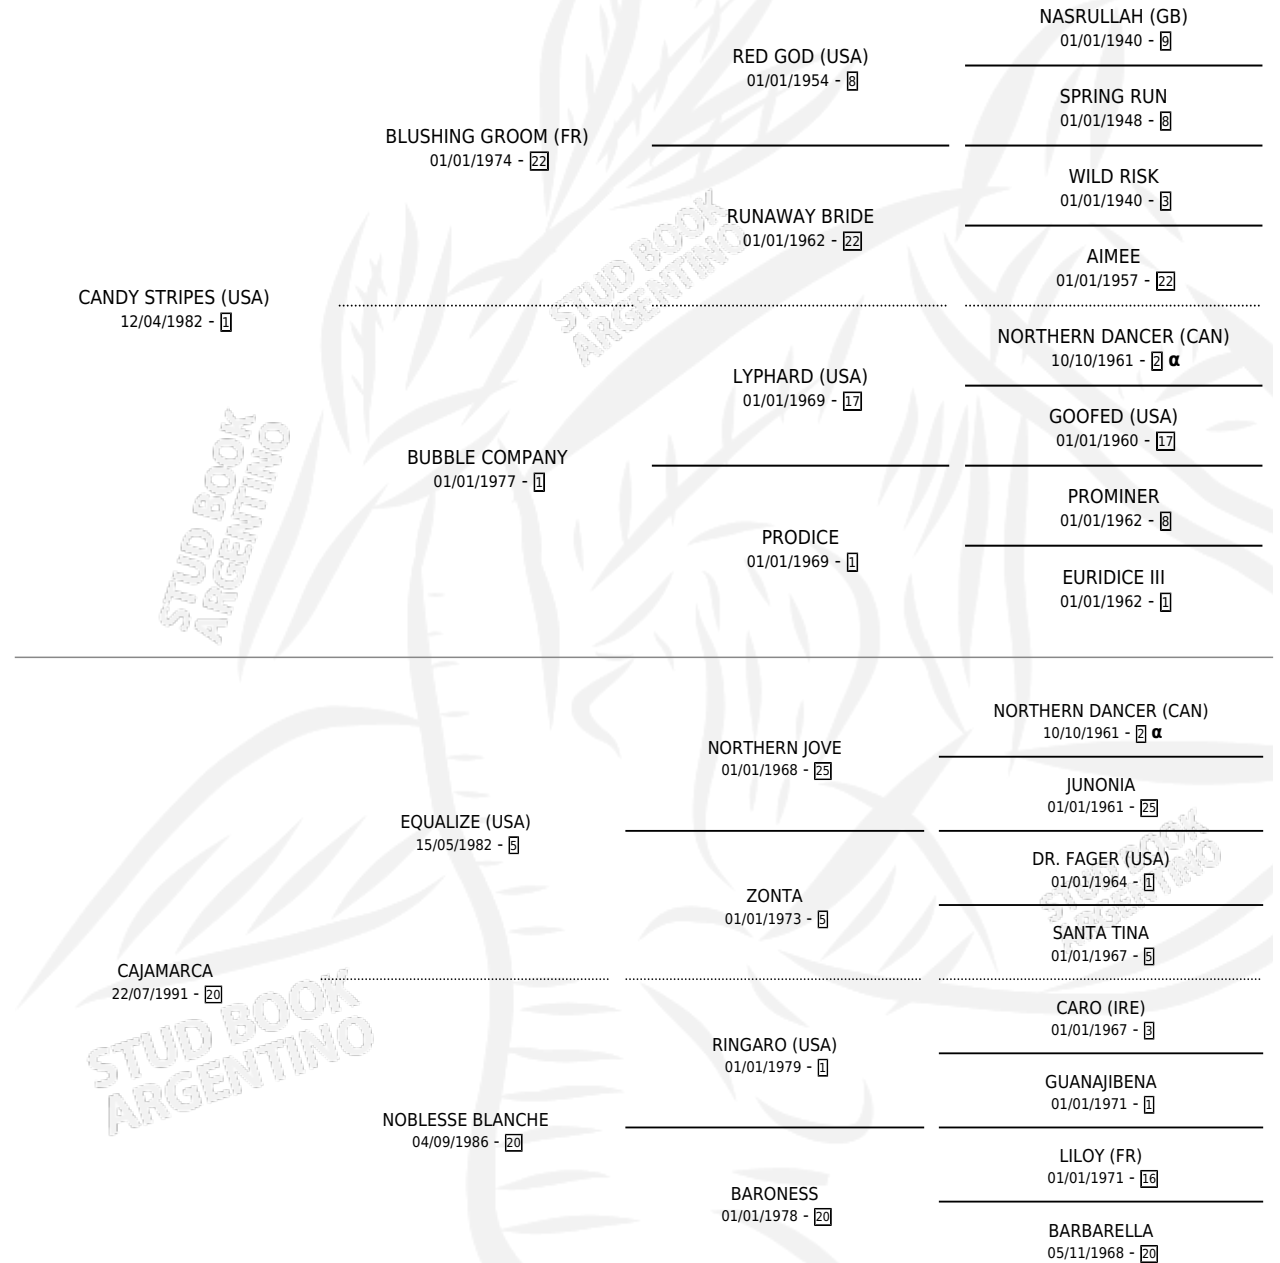 NASRULLAH (GB)
01/01/1940 - 9
RED GOD (USA)
01/01/1954 - 8
SPRING RUN
01/01/1948 - 8
BLUSHING GROOM (FR)
01/01/1974 - 22
WILD RISK
01/01/1940 - 3
RUNAWAY BRIDE
01/01/1962 - 22
AIMEE
01/01/1957 - 22
CANDY STRIPES (USA)
12/04/1982 - 1
NORTHERN DANCER (CAN)
10/10/1961 - 2 α
LYPHARD (USA)
01/01/1969 - 17
GOOFED (USA)
01/01/1960 - 17
BUBBLE COMPANY
01/01/1977 - 1
PROMINER
01/01/1962 - 8
PRODICE
01/01/1969 - 1
EURIDICE III
01/01/1962 - 1
NORTHERN DANCER (CAN)
10/10/1961 - 2 α
NORTHERN JOVE
01/01/1968 - 25
JUNONIA
01/01/1961 - 25
EQUALIZE (USA)
15/05/1982 - 5
DR. FAGER (USA)
01/01/1964 - 1
ZONTA
01/01/1973 - 5
SANTA TINA
01/01/1967 - 5
CAJAMARCA
22/07/1991 - 20
CARO (IRE)
01/01/1967 - 3
RINGARO (USA)
01/01/1979 - 1
GUANAJIBENA
01/01/1971 - 1
NOBLESSE BLANCHE
04/09/1986 - 20
LILOY (FR)
01/01/1971 - 16
BARONESS
01/01/1978 - 20
BARBARELLA
05/11/1968 - 20
STUD BOOK
ARGENTINO
STUD BOOK
ARGENTINO
STUD BOOK
ARGENTINO
STUD BOOK
ARGENTINO